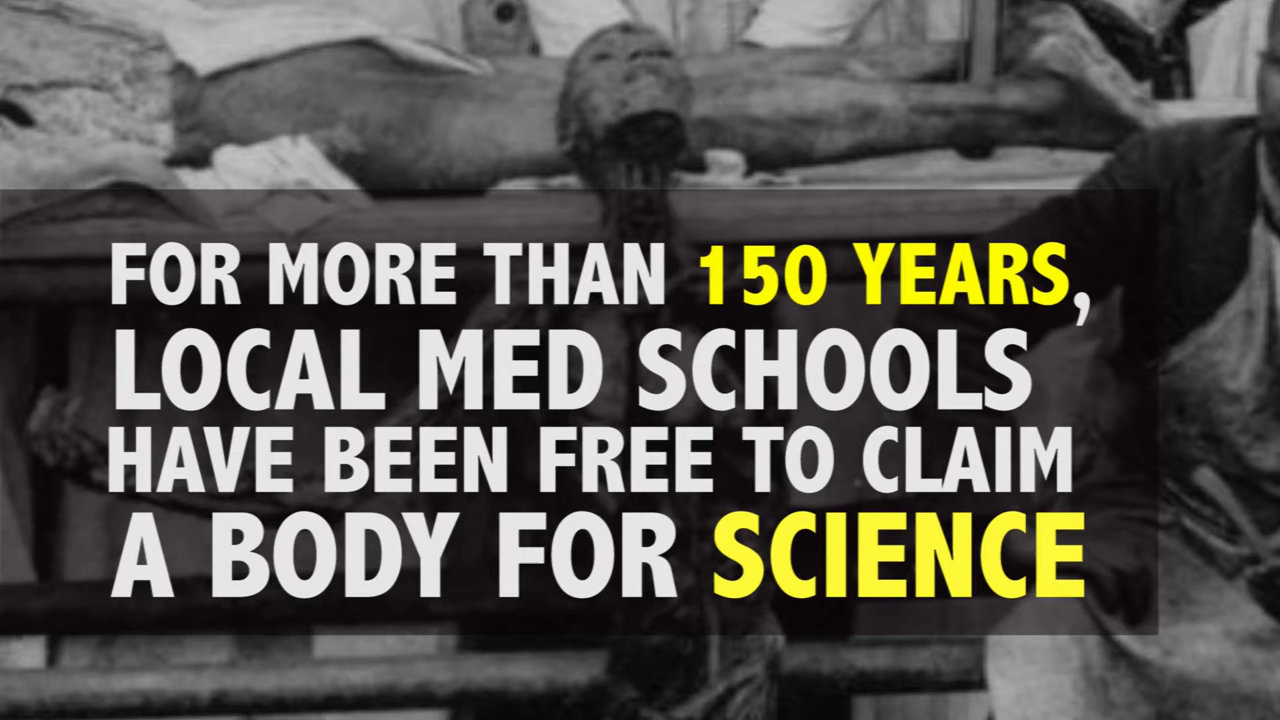 FOR MORE THAN 150 YEARS,
LOCAL MED SCHOOLS
HAVE BEEN FREE TO CLAIM
A BODY FOR SCIENCE